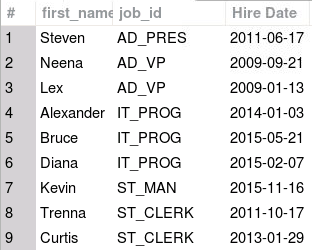 # first_name job_id Hire Date
1 Steven AD_PRES 2011-06-17
2 Neena AD_VP 2009-09-21
3 Lex AD_VP 2009-01-13
4 Alexander IT_PROG 2014-01-03
5 Bruce IT_PROG 2015-05-21
6 Diana IT_PROG 2015-02-07
7 Kevin ST_MAN 2015-11-16
8 Trenna ST_CLERK 2011-10-17
9 Curtis ST_CLERK 2013-01-29